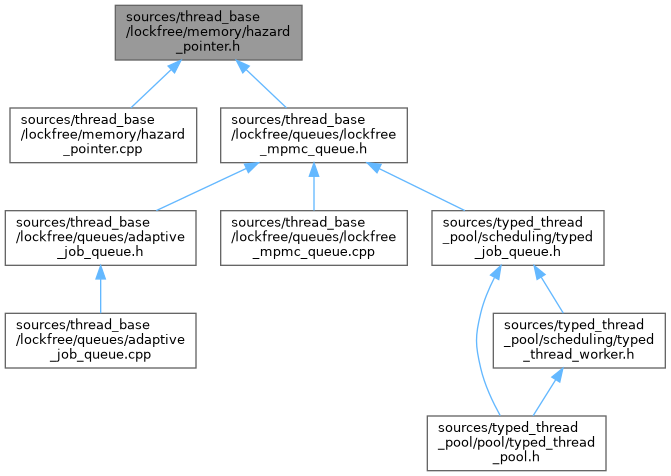 sources/thread_base
/lockfree/memory/hazard
_pointer.h
sources/thread_base
/lockfree/memory/hazard
_pointer.cpp
sources/thread_base
/lockfree/queues/lockfree
_mpmc_queue.h
sources/thread_base
/lockfree/queues/adaptive
_job_queue.h
sources/thread_base
/lockfree/queues/lockfree
_mpmc_queue.cpp
sources/typed_thread
_pool/scheduling/typed
_job_queue.h
sources/thread_base
/lockfree/queues/adaptive
_job_queue.cpp
sources/typed_thread
_pool/scheduling/typed
_thread_worker.h
sources/typed_thread
_pool/pool/typed_thread
_pool.h